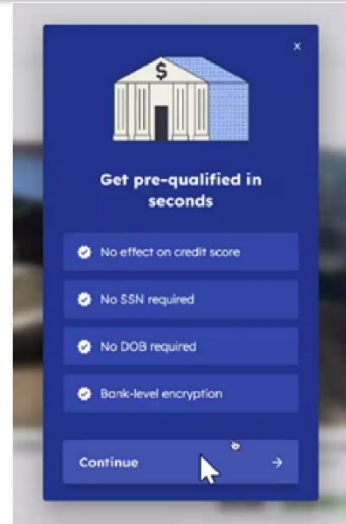 x
$
Get pre-qualified in
seconds
No effect on credit score
No SSN required
No DOB required
Bank-level encryption
Continue →